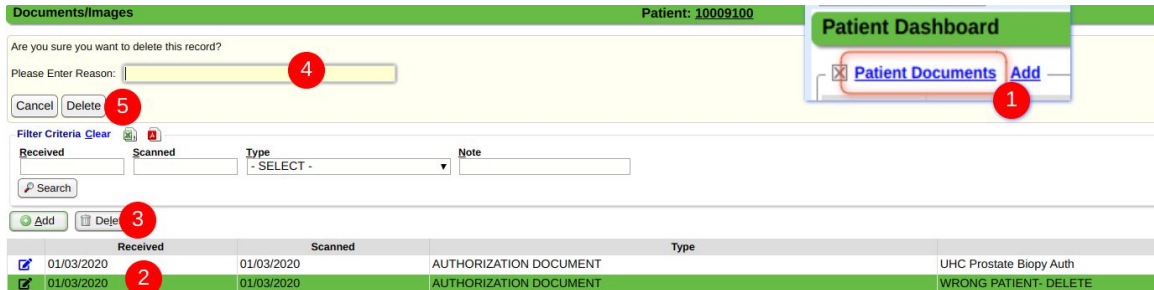 Documents/Images Patient: 10009100
Patient Dashboard
Patient Documents Add
1
Are you sure you want to delete this record?
Please Enter Reason: 4
Cancel Delete 5
Filter Criteria Clear
Received Scanned Type Note
- SELECT -
Search
Add 3
Received Scanned Type
01/03/2020 01/03/2020 AUTHORIZATION DOCUMENT UHC Prostate Biopy Auth
01/03/2020 2 01/03/2020 AUTHORIZATION DOCUMENT WRONG PATIENT- DELETE